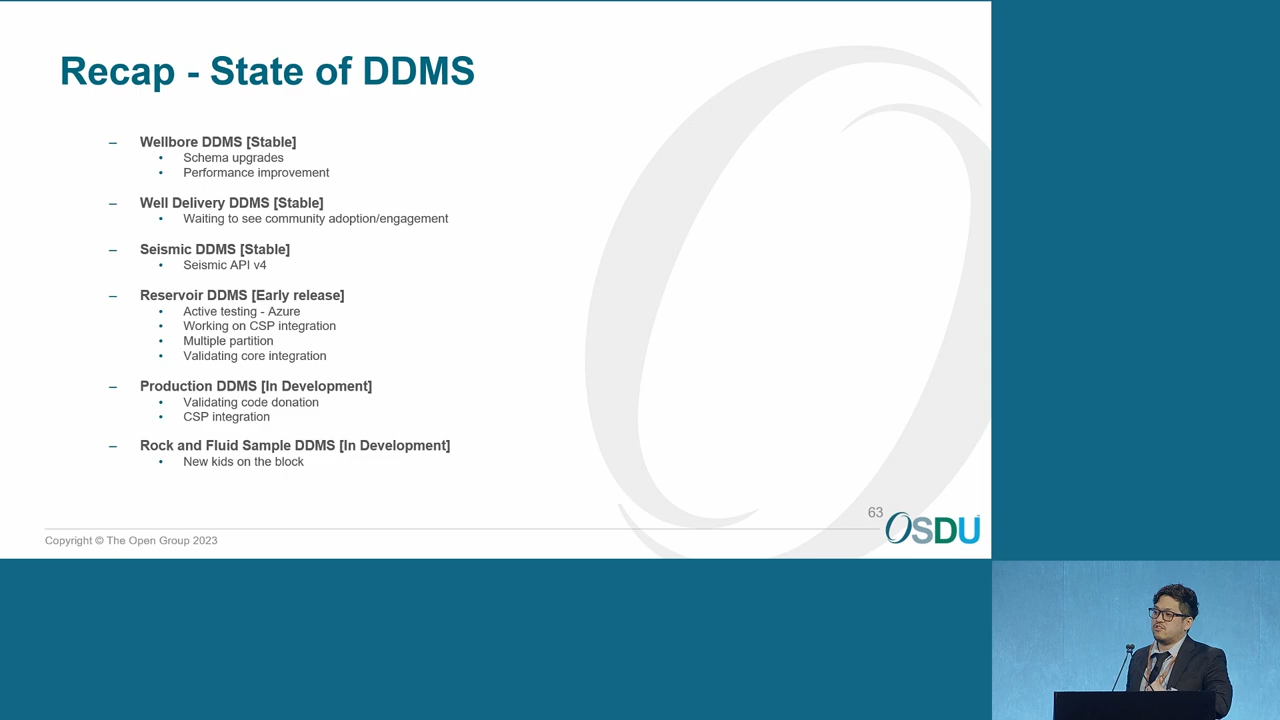 Recap - State of DDMS
– Wellbore DDMS [Stable]
• Schema upgrades
• Performance improvement
– Well Delivery DDMS [Stable]
• Waiting to see community adoption/engagement
– Seismic DDMS [Stable]
• Seismic API v4
– Reservoir DDMS [Early release]
• Active testing - Azure
• Working on CSP integration
• Multiple partition
• Validating core integration
– Production DDMS [In Development]
• Validating code donation
• CSP integration
– Rock and Fluid Sample DDMS [In Development]
• New kids on the block
63
OSDU
Copyright © The Open Group 2023